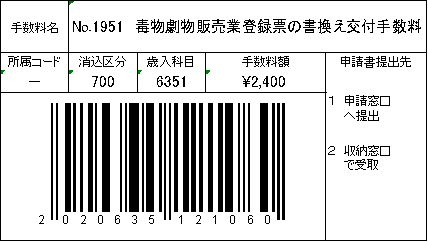 手数料名 No.1951 毒物劇物販売業登録票の書換え交付手数料
所属コード 消込区分 歳入科目 手数料額 申請書提出先
― 700 6351 ¥2,400
1 申請窓口
へ提出
2 収納窓口
で受取
2 0 2 0 6 3 5 1 2 1 0 6 0